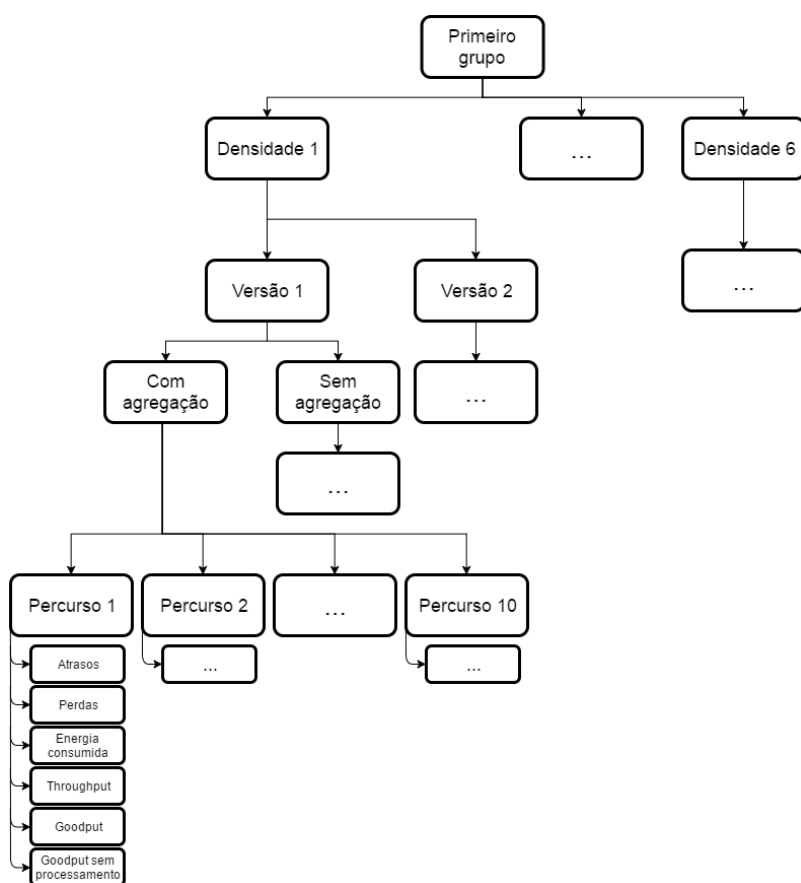 Primeiro
grupo
Densidade 1
...
Densidade 6
...
Versão 1
Versão 2
Com
agregação
Sem
agregação
...
...
Percurso 1
Percurso 2
...
Percurso 10
Atrasos
...
...
Perdas
Energia
consumida
Throughput
Goodput
Goodput sem
processamento